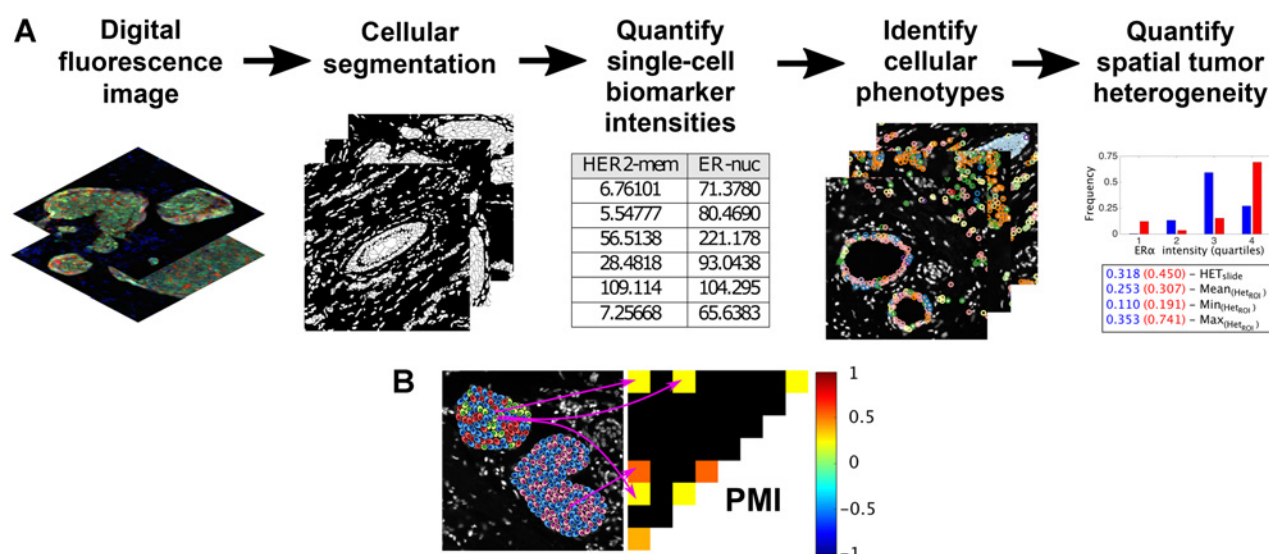 A
Digital
fluorescence
image
Cellular
segmentation
Quantify
single-cell
biomarker
intensities
Identify
cellular
phenotypes
Quantify
spatial tumor
heterogeneity
HER2-mem ER-nuc
6.76101 71.3780
5.54777 80.4690
56.5138 221.178
28.4818 93.0438
109.114 104.295
7.25668 65.6383
Frequency
0.75
0.5
0.25
0
1 2 3 4
ERα intensity (quartiles)
0.318 (0.450) – HETslide
0.253 (0.307) – Mean(HetROI)
0.110 (0.191) – Min(HetROI)
0.353 (0.741) – Max(HetROI)
B
PMI
1
0.5
0
−0.5
−1